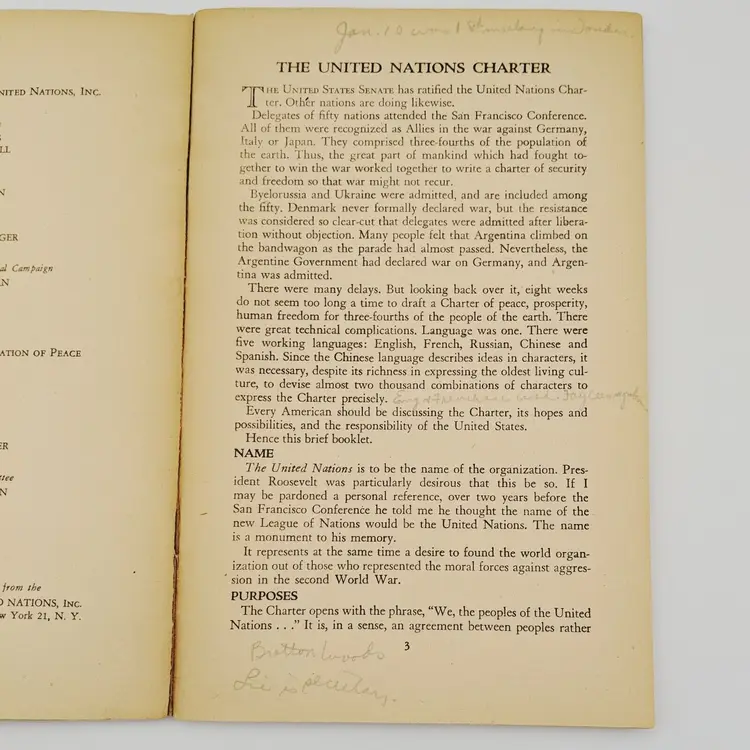 NITED NATIONS, INC.
LL
N
GER
al Campaign
AN
ATION OF PEACE
ER
ttee
N
from the
D NATIONS, INC.
w York 21, N. Y.
Jan. 10 was 1st meeting in London
THE UNITED NATIONS CHARTER
THE UNITED STATES SENATE has ratified the United Nations Char-
ter. Other nations are doing likewise.
Delegates of fifty nations attended the San Francisco Conference.
All of them were recognized as Allies in the war against Germany,
Italy or Japan. They comprised three-fourths of the population of
the earth. Thus, the great part of mankind which had fought to-
gether to win the war worked together to write a charter of security
and freedom so that war might not recur.
Byelorussia and Ukraine were admitted, and are included among
the fifty. Denmark never formally declared war, but the resistance
was considered so clear-cut that delegates were admitted after libera-
tion without objection. Many people felt that Argentina climbed on
the bandwagon as the parade had almost passed. Nevertheless, the
Argentine Government had declared war on Germany, and Argen-
tina was admitted.
There were many delays. But looking back over it, eight weeks
do not seem too long a time to draft a Charter of peace, prosperity,
human freedom for three-fourths of the people of the earth. There
were great technical complications. Language was one. There were
five working languages: English, French, Russian, Chinese and
Spanish. Since the Chinese language describes ideas in characters, it
was necessary, despite its richness in expressing the oldest living cul-
ture, to devise almost two thousand combinations of characters to
express the Charter precisely.
Every American should be discussing the Charter, its hopes and
possibilities, and the responsibility of the United States.
Hence this brief booklet.
NAME
The United Nations is to be the name of the organization. Pres-
ident Roosevelt was particularly desirous that this be so. If I
may be pardoned a personal reference, over two years before the
San Francisco Conference he told me he thought the name of the
new League of Nations would be the United Nations. The name
is a monument to his memory.
It represents at the same time a desire to found the world organ-
ization out of those who represented the moral forces against aggres-
sion in the second World War.
PURPOSES
The Charter opens with the phrase, "We, the peoples of the United
Nations . . ." It is, in a sense, an agreement between peoples rather
3
Bretton Woods
Lie is secretary.